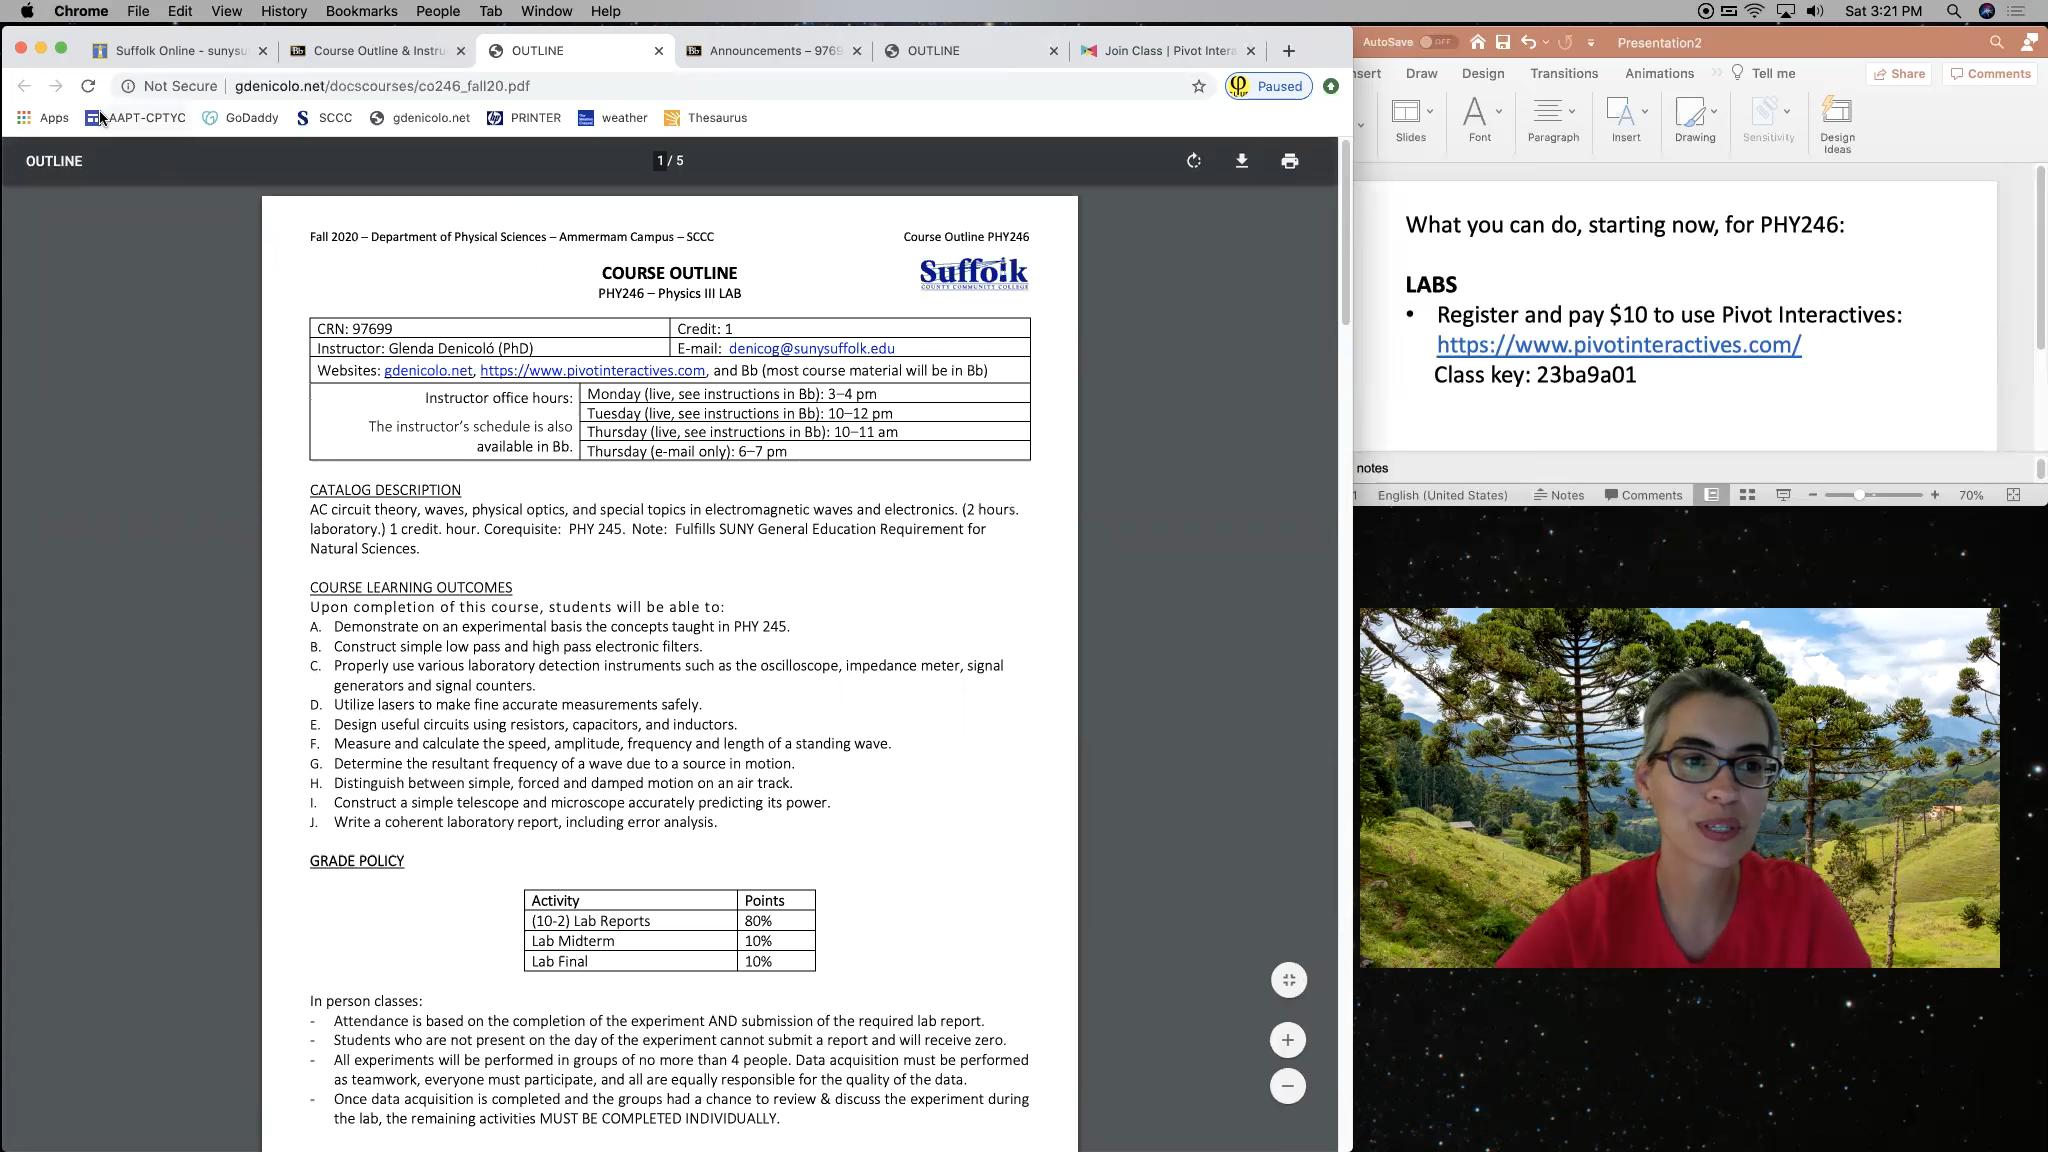 Chrome File Edit View History Bookmarks People Tab Window Help
Sat 3:21 PM
Suffolk Online - sunysu
Course Outline & Instru
OUTLINE
Announcements – 9769
OUTLINE
Join Class | Pivot Intera
Not Secure gdenicolo.net/docscourses/co246_fall20.pdf
Paused
Apps AAPT-CPTYC GoDaddy SCCC gdenicolo.net PRINTER weather Thesaurus
OUTLINE
1 / 5
Fall 2020 – Department of Physical Sciences – Ammermam Campus – SCCC
Course Outline PHY246
COURSE OUTLINE
PHY246 – Physics III LAB
Suffolk
COUNTY COMMUNITY COLLEGE
CRN: 97699
Credit: 1
Instructor: Glenda Denicoló (PhD)
E-mail: denicog@sunysuffolk.edu
Websites: gdenicolo.net, https://www.pivotinteractives.com, and Bb (most course material will be in Bb)
Instructor office hours:
The instructor's schedule is also
available in Bb.
Monday (live, see instructions in Bb): 3–4 pm
Tuesday (live, see instructions in Bb): 10–12 pm
Thursday (live, see instructions in Bb): 10–11 am
Thursday (e-mail only): 6–7 pm
CATALOG DESCRIPTION
AC circuit theory, waves, physical optics, and special topics in electromagnetic waves and electronics. (2 hours.
laboratory.) 1 credit. hour. Corequisite: PHY 245. Note: Fulfills SUNY General Education Requirement for
Natural Sciences.
COURSE LEARNING OUTCOMES
Upon completion of this course, students will be able to:
A. Demonstrate on an experimental basis the concepts taught in PHY 245.
B. Construct simple low pass and high pass electronic filters.
C. Properly use various laboratory detection instruments such as the oscilloscope, impedance meter, signal
generators and signal counters.
D. Utilize lasers to make fine accurate measurements safely.
E. Design useful circuits using resistors, capacitors, and inductors.
F. Measure and calculate the speed, amplitude, frequency and length of a standing wave.
G. Determine the resultant frequency of a wave due to a source in motion.
H. Distinguish between simple, forced and damped motion on an air track.
I. Construct a simple telescope and microscope accurately predicting its power.
J. Write a coherent laboratory report, including error analysis.
GRADE POLICY
Activity Points
(10-2) Lab Reports 80%
Lab Midterm 10%
Lab Final 10%
In person classes:
- Attendance is based on the completion of the experiment AND submission of the required lab report.
- Students who are not present on the day of the experiment cannot submit a report and will receive zero.
- All experiments will be performed in groups of no more than 4 people. Data acquisition must be performed
as teamwork, everyone must participate, and all are equally responsible for the quality of the data.
- Once data acquisition is completed and the groups had a chance to review & discuss the experiment during
the lab, the remaining activities MUST BE COMPLETED INDIVIDUALLY.
AutoSave OFF
Presentation2
nsert Draw Design Transitions Animations Tell me
Share
Comments
Slides Font Paragraph Insert Drawing Sensitivity Design
Ideas
What you can do, starting now, for PHY246:
LABS
• Register and pay $10 to use Pivot Interactives:
https://www.pivotinteractives.com/
Class key: 23ba9a01
notes
1 English (United States) Notes Comments 70%